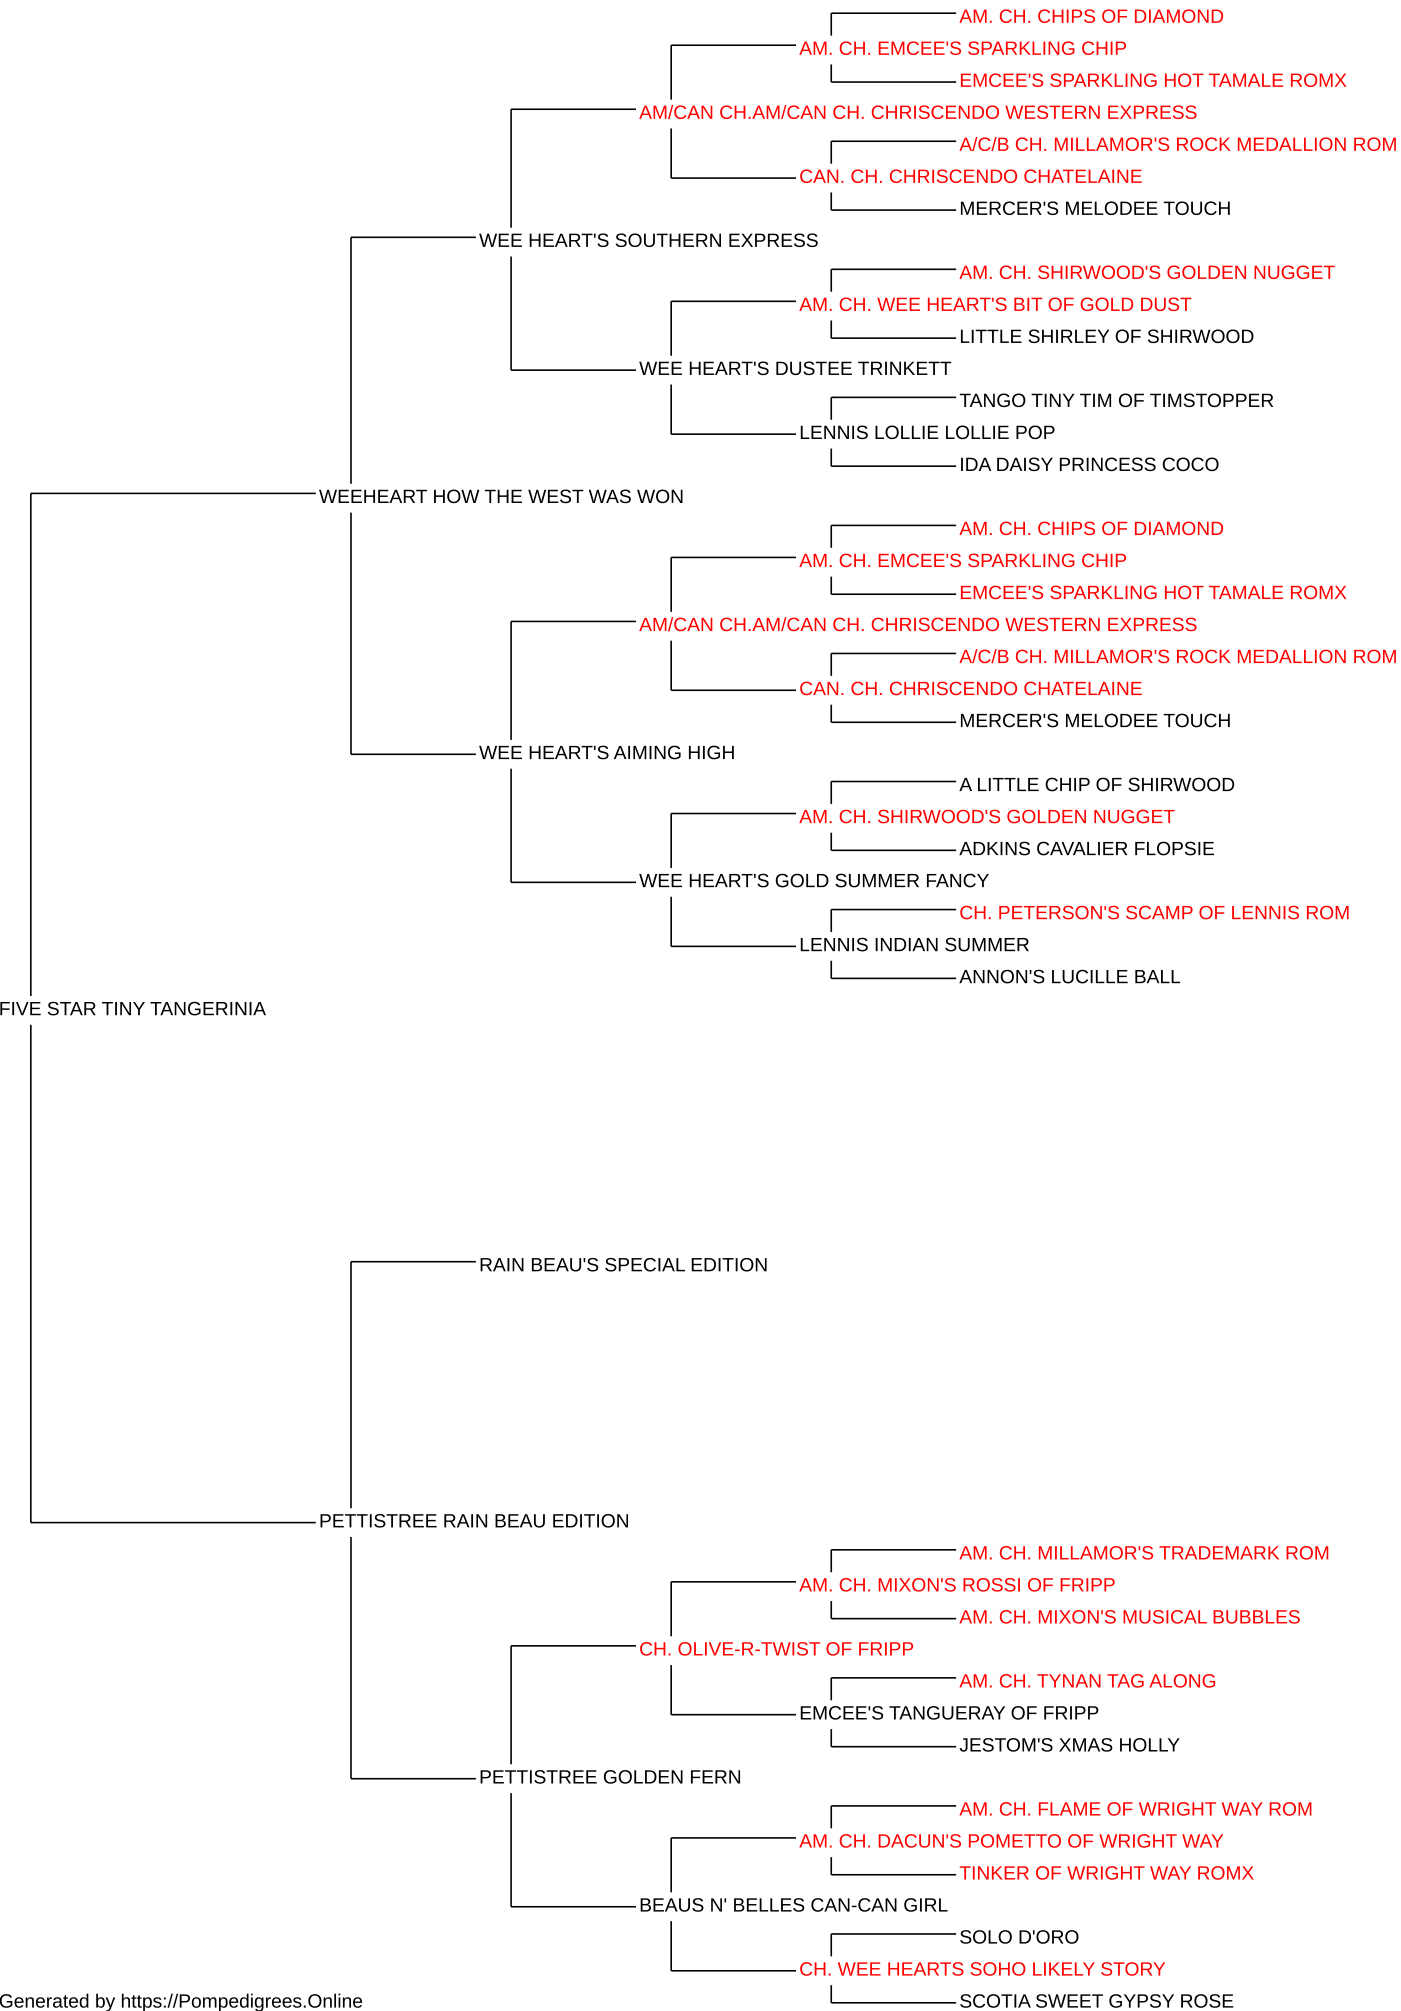 AM. CH. CHIPS OF DIAMOND
AM. CH. EMCEE'S SPARKLING CHIP
EMCEE'S SPARKLING HOT TAMALE ROMX
AM/CAN CH.AM/CAN CH. CHRISCENDO WESTERN EXPRESS
A/C/B CH. MILLAMOR'S ROCK MEDALLION ROM
CAN. CH. CHRISCENDO CHATELAINE
MERCER'S MELODEE TOUCH
WEE HEART'S SOUTHERN EXPRESS
AM. CH. SHIRWOOD'S GOLDEN NUGGET
AM. CH. WEE HEART'S BIT OF GOLD DUST
LITTLE SHIRLEY OF SHIRWOOD
WEE HEART'S DUSTEE TRINKETT
TANGO TINY TIM OF TIMSTOPPER
LENNIS LOLLIE LOLLIE POP
IDA DAISY PRINCESS COCO
WEEHEART HOW THE WEST WAS WON
AM. CH. CHIPS OF DIAMOND
AM. CH. EMCEE'S SPARKLING CHIP
EMCEE'S SPARKLING HOT TAMALE ROMX
AM/CAN CH.AM/CAN CH. CHRISCENDO WESTERN EXPRESS
A/C/B CH. MILLAMOR'S ROCK MEDALLION ROM
CAN. CH. CHRISCENDO CHATELAINE
MERCER'S MELODEE TOUCH
WEE HEART'S AIMING HIGH
A LITTLE CHIP OF SHIRWOOD
AM. CH. SHIRWOOD'S GOLDEN NUGGET
ADKINS CAVALIER FLOPSIE
WEE HEART'S GOLD SUMMER FANCY
CH. PETERSON'S SCAMP OF LENNIS ROM
LENNIS INDIAN SUMMER
ANNON'S LUCILLE BALL
FIVE STAR TINY TANGERINIA
RAIN BEAU'S SPECIAL EDITION
PETTISTREE RAIN BEAU EDITION
AM. CH. MILLAMOR'S TRADEMARK ROM
AM. CH. MIXON'S ROSSI OF FRIPP
AM. CH. MIXON'S MUSICAL BUBBLES
CH. OLIVE-R-TWIST OF FRIPP
AM. CH. TYNAN TAG ALONG
EMCEE'S TANGUERAY OF FRIPP
JESTOM'S XMAS HOLLY
PETTISTREE GOLDEN FERN
AM. CH. FLAME OF WRIGHT WAY ROM
AM. CH. DACUN'S POMETTO OF WRIGHT WAY
TINKER OF WRIGHT WAY ROMX
BEAUS N' BELLES CAN-CAN GIRL
SOLO D'ORO
CH. WEE HEARTS SOHO LIKELY STORY
SCOTIA SWEET GYPSY ROSE
Generated by https://Pompedigrees.Online